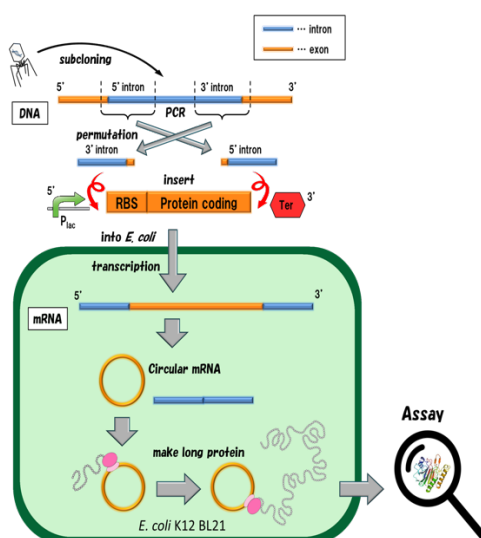 … intron
… exon
subcloning
5’
5’ intron
3’ intron
3’
DNA
PCR
permutation
3’ intron
5’ intron
insert
5’
RBS
Protein coding
Ter
3’
Plac
into E. coli
transcription
5’
3’
mRNA
Circular mRNA
make long protein
Assay
E. coli K12 BL21